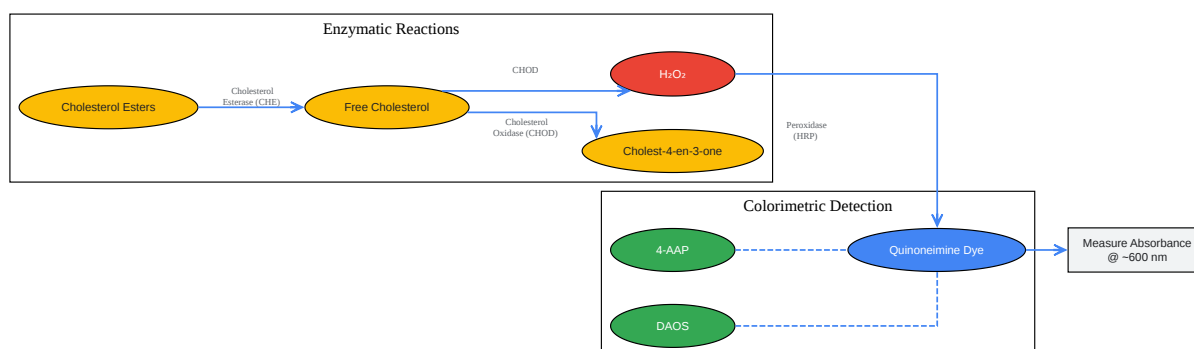 Enzymatic Reactions
Cholesterol Esters
Cholesterol
Esterase (CHE)
Free Cholesterol
CHOD
H₂O₂
Cholesterol
Oxidase (CHOD)
Cholest-4-en-3-one
Peroxidase
(HRP)
Colorimetric Detection
4-AAP
Quinoneimine Dye
Measure Absorbance
@ ~600 nm
DAOS